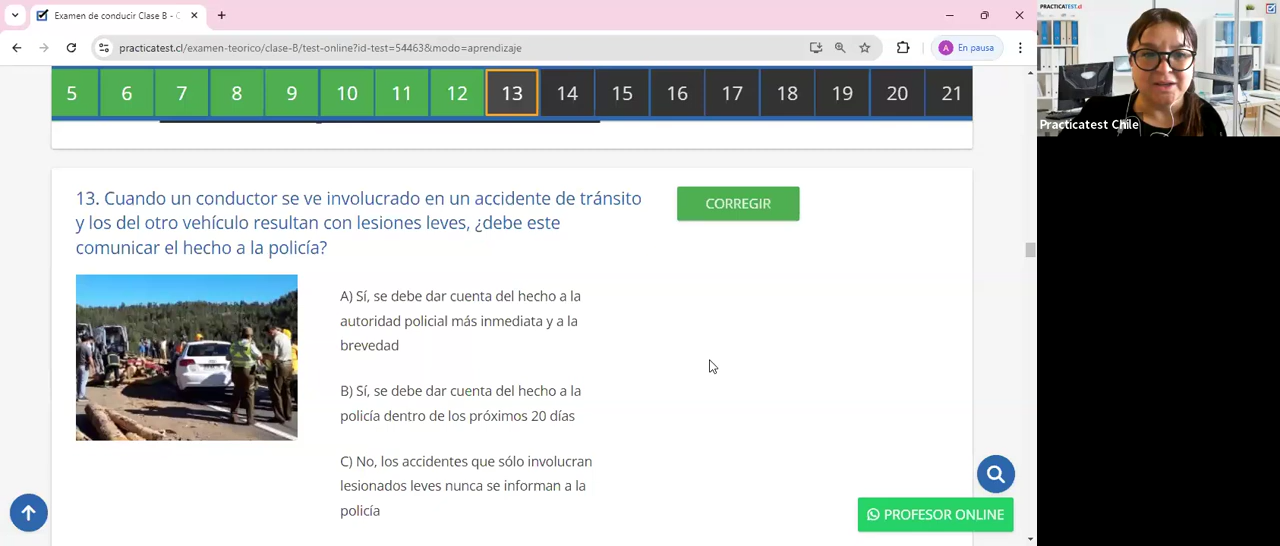 Examen de conducir Clase B - C
practicatest.cl/examen-teorico/clase-B/test-online?id-test=54463&modo=aprendizaje
A En pausa
PRACTICATEST.cl
Practicatest Chile
5 6 7 8 9 10 11 12 13 14 15 16 17 18 19 20 21
13. Cuando un conductor se ve involucrado en un accidente de tránsito
y los del otro vehículo resultan con lesiones leves, ¿debe este
comunicar el hecho a la policía?
CORREGIR
A) Sí, se debe dar cuenta del hecho a la
autoridad policial más inmediata y a la
brevedad
B) Sí, se debe dar cuenta del hecho a la
policía dentro de los próximos 20 días
C) No, los accidentes que sólo involucran
lesionados leves nunca se informan a la
policía
PROFESOR ONLINE